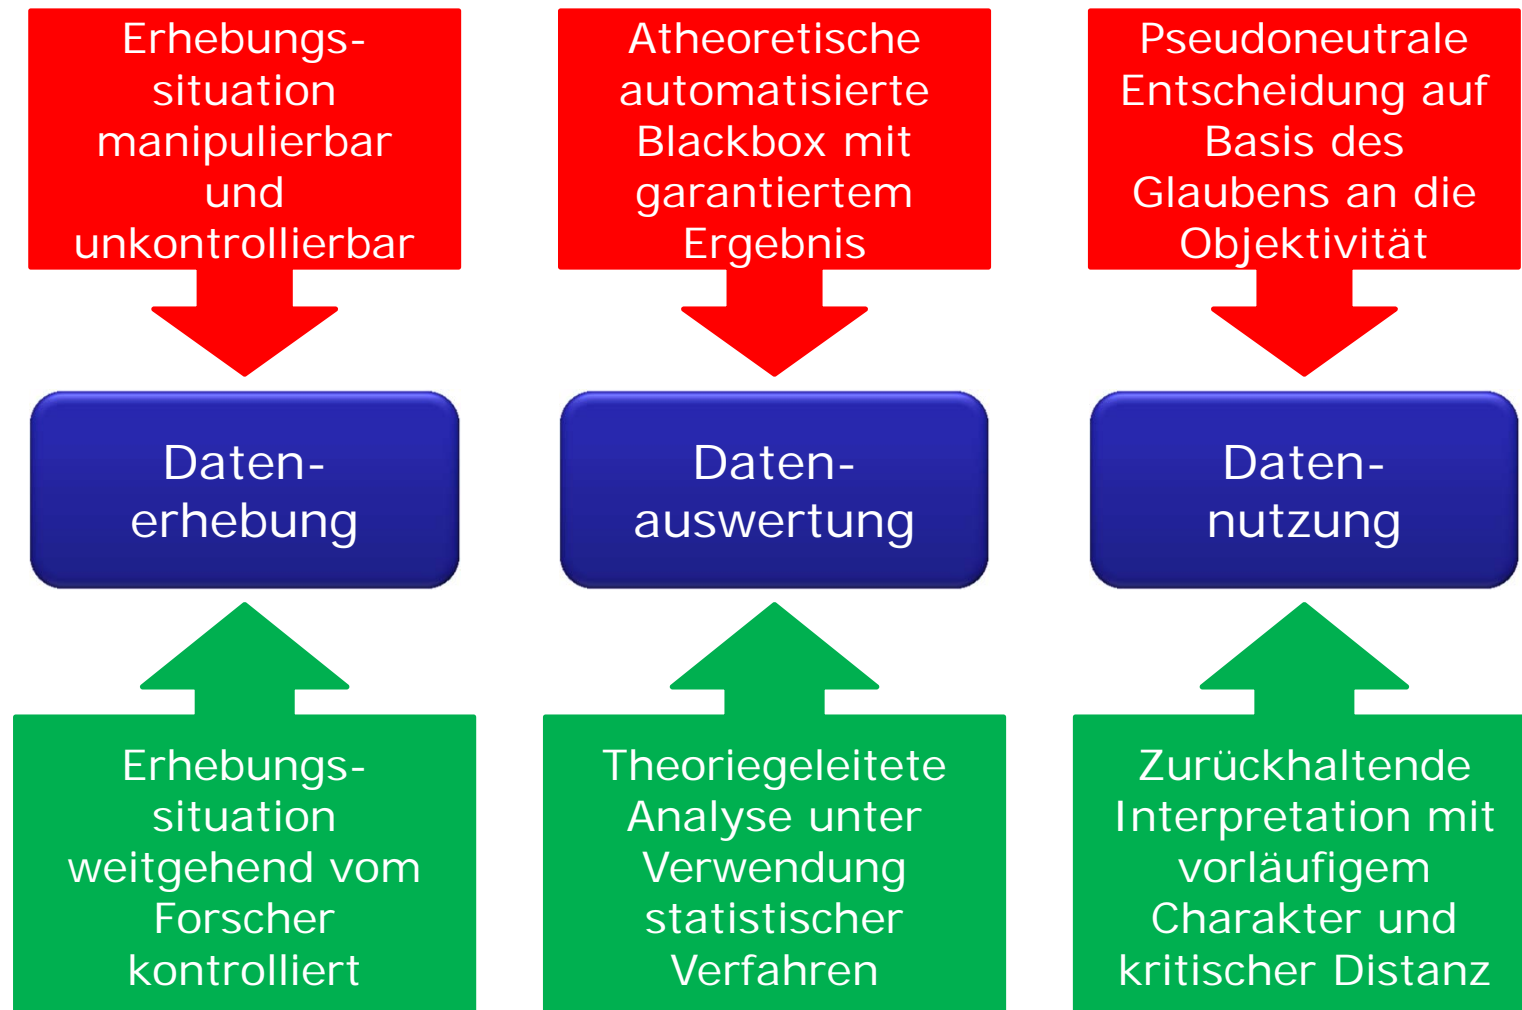 Erhebungs-
situation
manipulierbar
und
unkontrollierbar
Atheoretische
automatisierte
Blackbox mit
garantiertem
Ergebnis
Pseudoneutrale
Entscheidung auf
Basis des
Glaubens an die
Objektivität
Daten-
erhebung
Daten-
auswertung
Daten-
nutzung
Erhebungs-
situation
weitgehend vom
Forscher
kontrolliert
Theoriegeleitete
Analyse unter
Verwendung
statistischer
Verfahren
Zurückhaltende
Interpretation mit
vorläufigem
Charakter und
kritischer Distanz